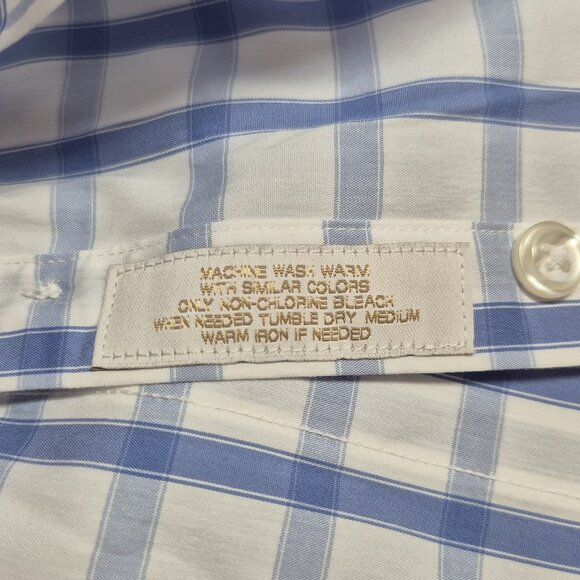 MACHINE WASH WARM
WITH SIMILAR COLORS
ONLY NON-CHLORINE BLEACH
WHEN NEEDED TUMBLE DRY MEDIUM
WARM IRON IF NEEDED